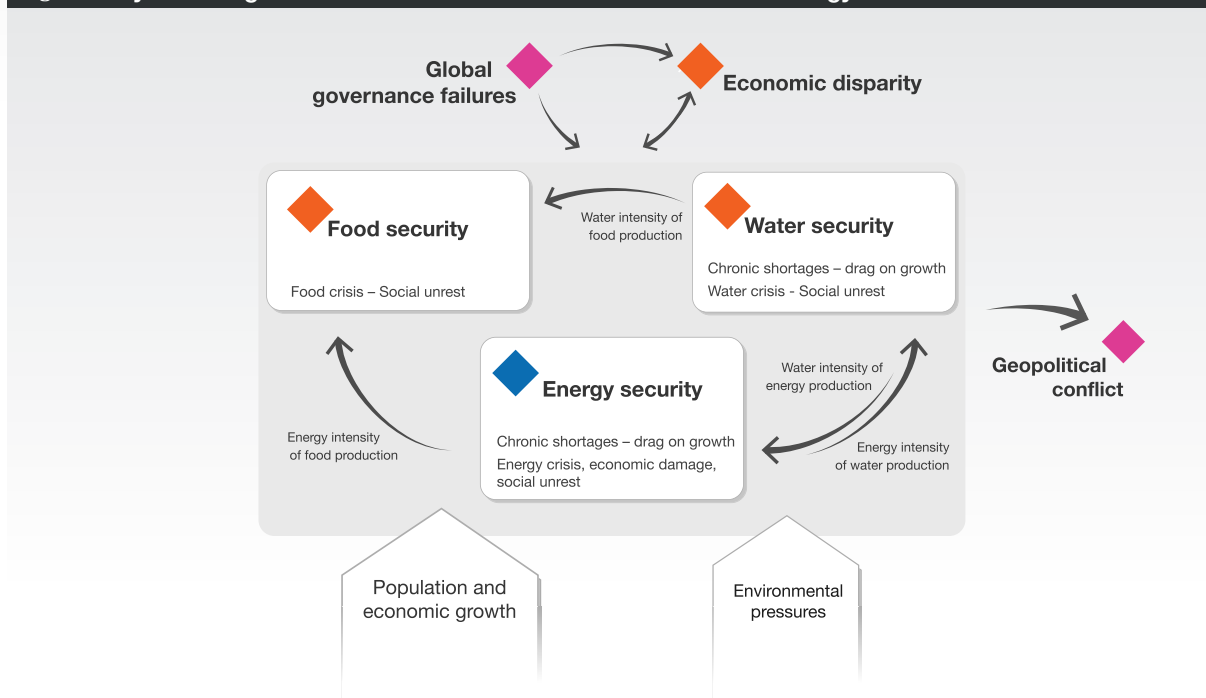 Global
governance failures
Economic disparity
Food security
Food crisis – Social unrest
Water intensity of
food production
Water security
Chronic shortages – drag on growth
Water crisis - Social unrest
Geopolitical
conflict
Energy security
Chronic shortages – drag on growth
Energy crisis, economic damage,
social unrest
Water intensity of
energy production
Energy intensity
of food production
Energy intensity
of water production
Population and
economic growth
Environmental
pressures